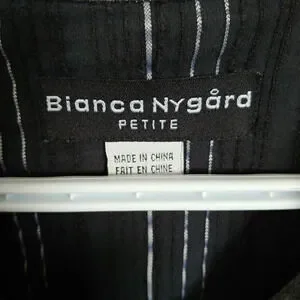 Bianca Nygård
PETITE
MADE IN CHINA
FAIT EN CHINE